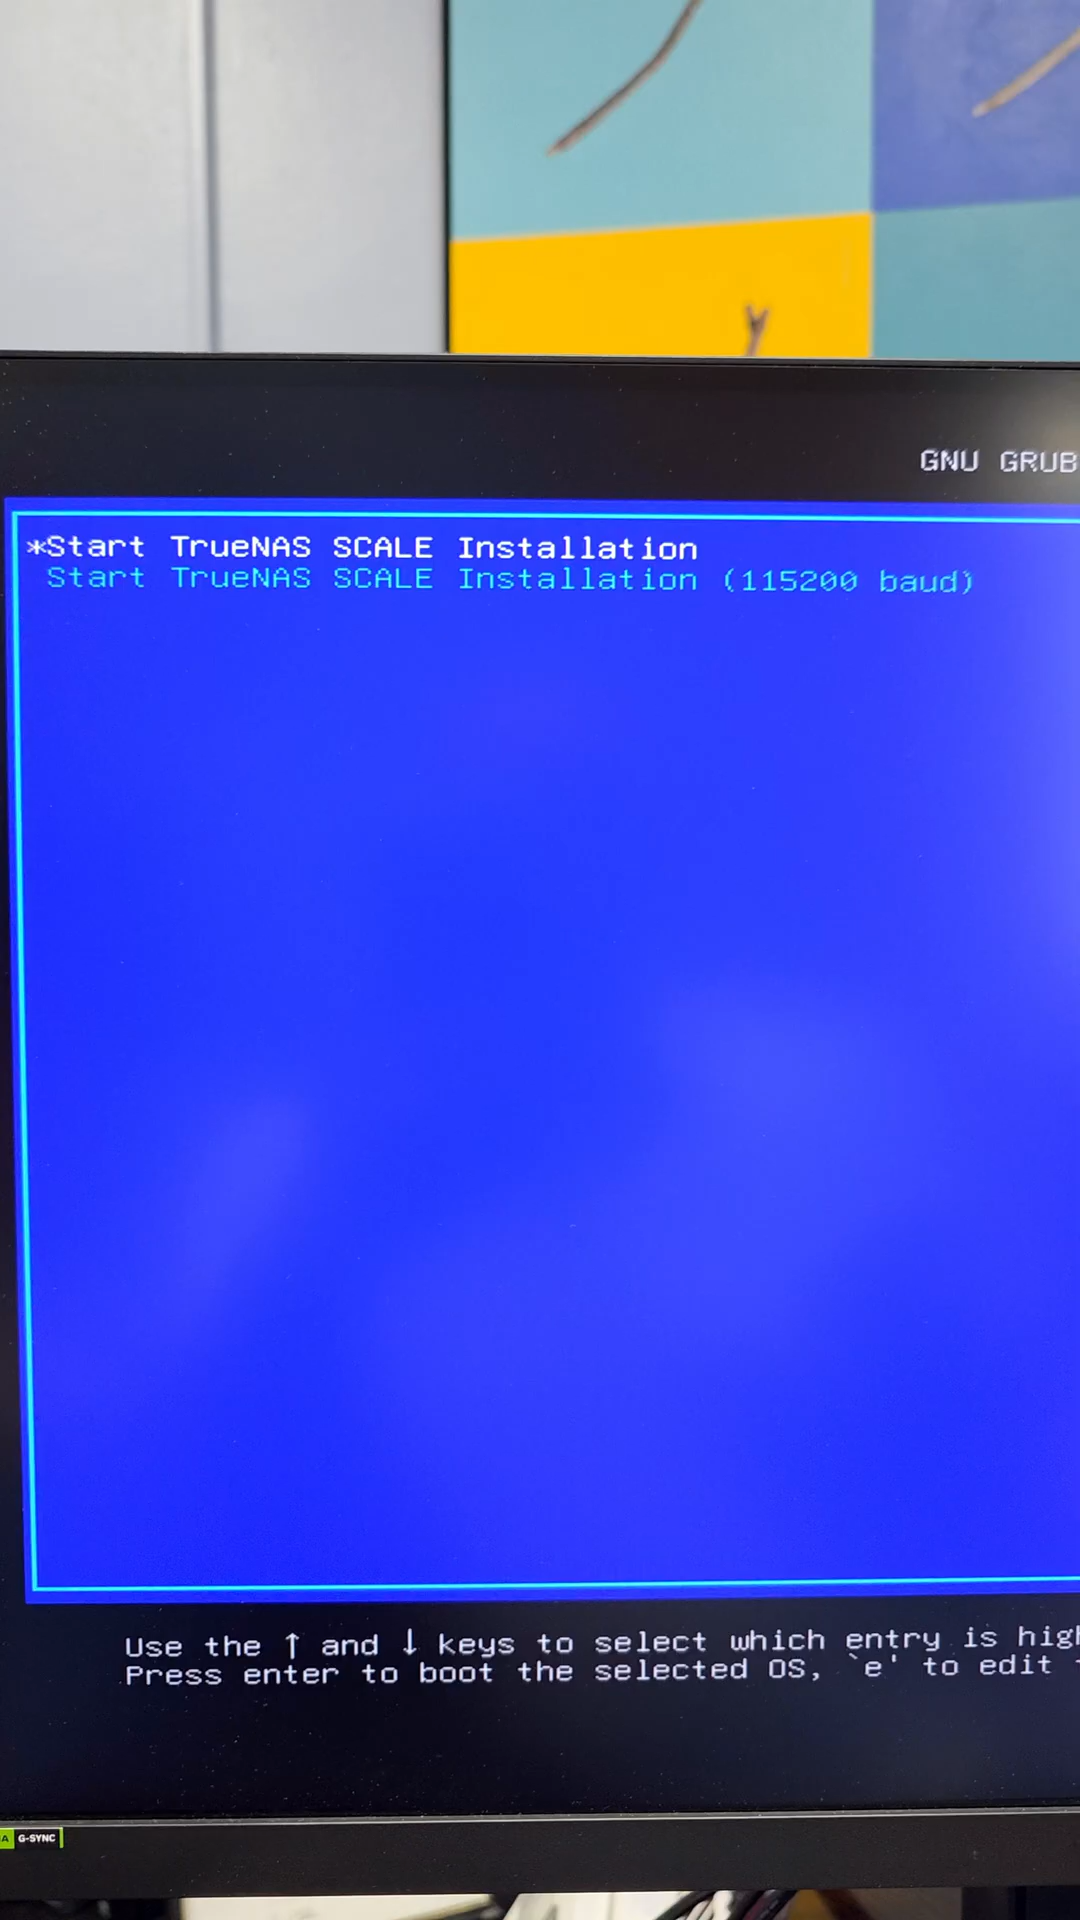 GNU GRUB
*Start TrueNAS SCALE Installation
Start TrueNAS SCALE Installation (115200 baud)
Use the ↑ and ↓ keys to select which entry is
Press enter to boot the selected OS, `e' to edit
G-SYNC